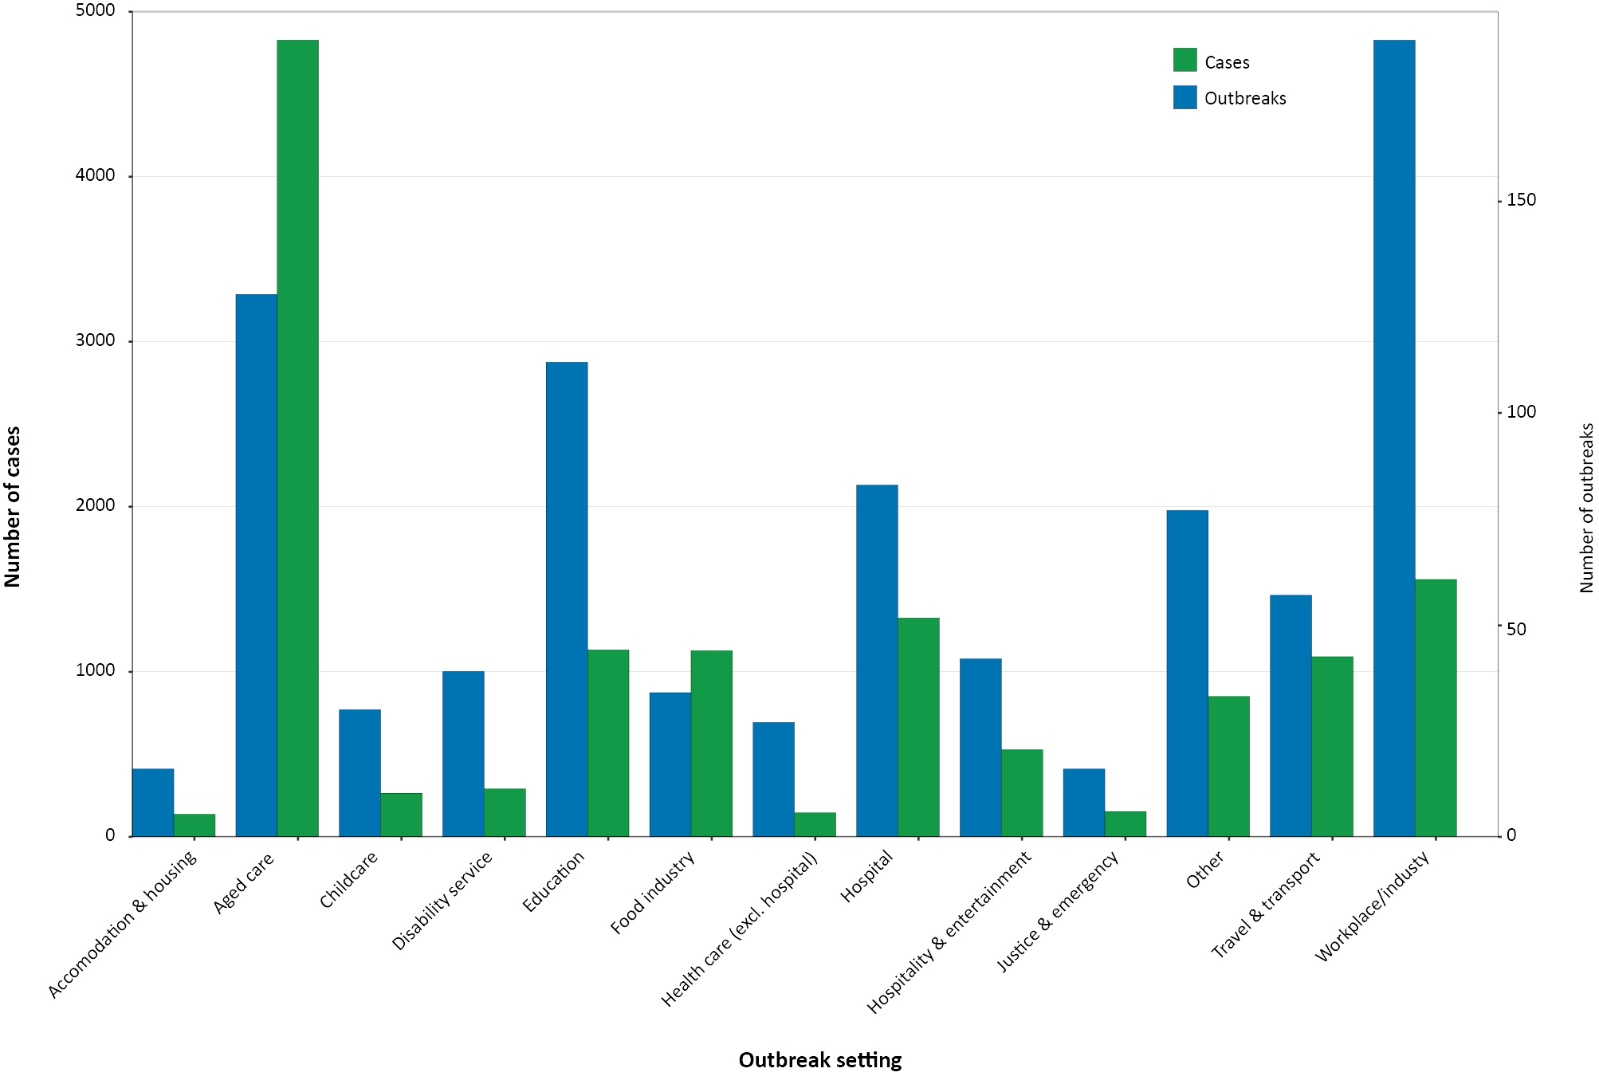 5000
4000
3000
2000
1000
0
Number of cases
Cases
Outbreaks
150
100
50
0
Number of outbreaks
Accomodation & housing
Aged care
Childcare
Disability service
Education
Food industry
Health care (excl. hospital)
Hospital
Hospitality & entertainment
Justice & emergency
Other
Travel & transport
Workplace/industy
Outbreak setting